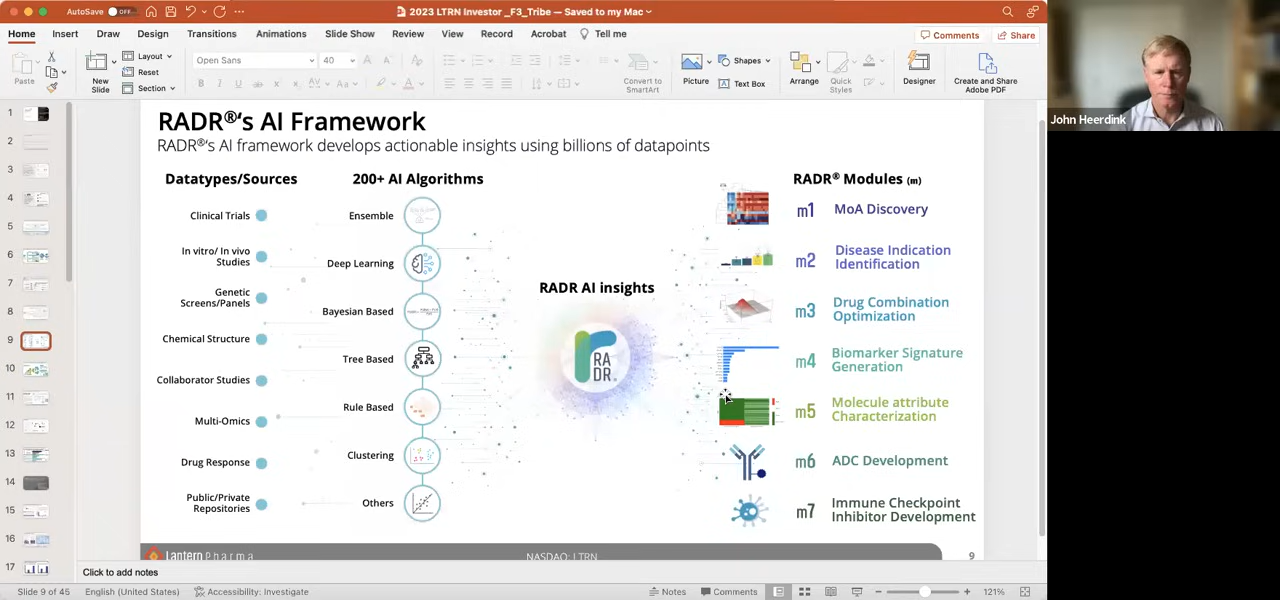 AutoSave OFF
2023 LTRN Investor _F3_Tribe — Saved to my Mac
Home Insert Draw Design Transitions Animations Slide Show Review View Record Acrobat Tell me
Comments Share
Paste
New
Slide
Layout
Reset
Section
Open Sans 40
Convert to
SmartArt
Picture
Shapes
Text Box
Arrange
Quick
Styles
Designer
Create and Share
Adobe PDF
1
2
3
4
5
6
7
8
9
10
11
12
13
14
15
16
17
RADR®'s AI Framework
RADR®'s AI framework develops actionable insights using billions of datapoints
Datatypes/Sources
Clinical Trials
In vitro/ In vivo
Studies
Genetic
Screens/Panels
Chemical Structure
Collaborator Studies
Multi-Omics
Drug Response
Public/Private
Repositories
200+ AI Algorithms
Ensemble
Deep Learning
Bayesian Based
Tree Based
Rule Based
Clustering
Others
RADR AI insights
RA
DR
RADR® Modules (m)
m1 MoA Discovery
m2 Disease Indication
Identification
m3 Drug Combination
Optimization
m4 Biomarker Signature
Generation
m5 Molecule attribute
Characterization
m6 ADC Development
m7 Immune Checkpoint
Inhibitor Development
Lantern Pharma
NASDAQ: LTRN
9
Click to add notes
Slide 9 of 45 English (United States) Accessibility: Investigate
Notes Comments 121%
John Heerdink